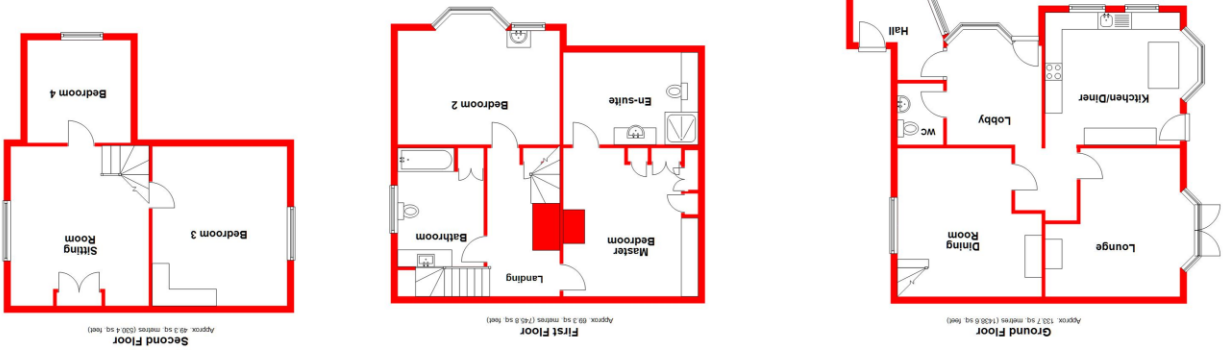 Ground Floor
Approx. 133.7 sq. metres (1438.6 sq. feet)
Lounge
Dining
Room
Kitchen/Diner
Lobby
WC
Hall
First Floor
Approx. 69.3 sq. metres (745.8 sq. feet)
Landing
Master
Bedroom
Bathroom
En-suite
Bedroom 2
Second Floor
Approx. 49.3 sq. metres (530.4 sq. feet)
Sitting
Room
Bedroom 3
Bedroom 4